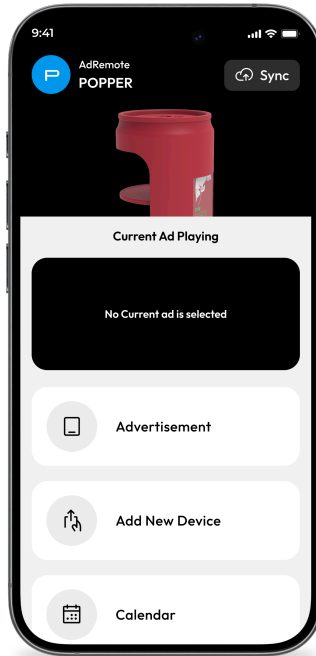 9:41
AdRemote
POPPER
Sync
Current Ad Playing
No Current ad is selected
Advertisement
Add New Device
Calendar